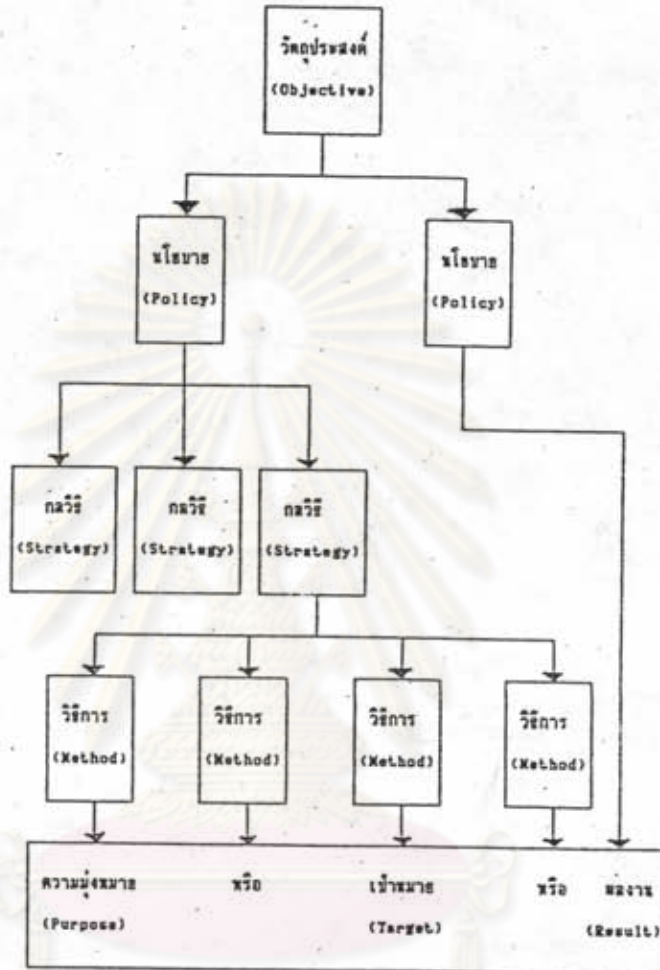 วัตถุประสงค์
(Objective)
นโยบาย
(Policy)
นโยบาย
(Policy)
กลวิธี
(Strategy)
กลวิธี
(Strategy)
กลวิธี
(Strategy)
วิธีการ
(Method)
วิธีการ
(Method)
วิธีการ
(Method)
วิธีการ
(Method)
ความมุ่งหมาย หรือ เป้าหมาย หรือ ผลงาน
(Purpose) (Target) (Result)